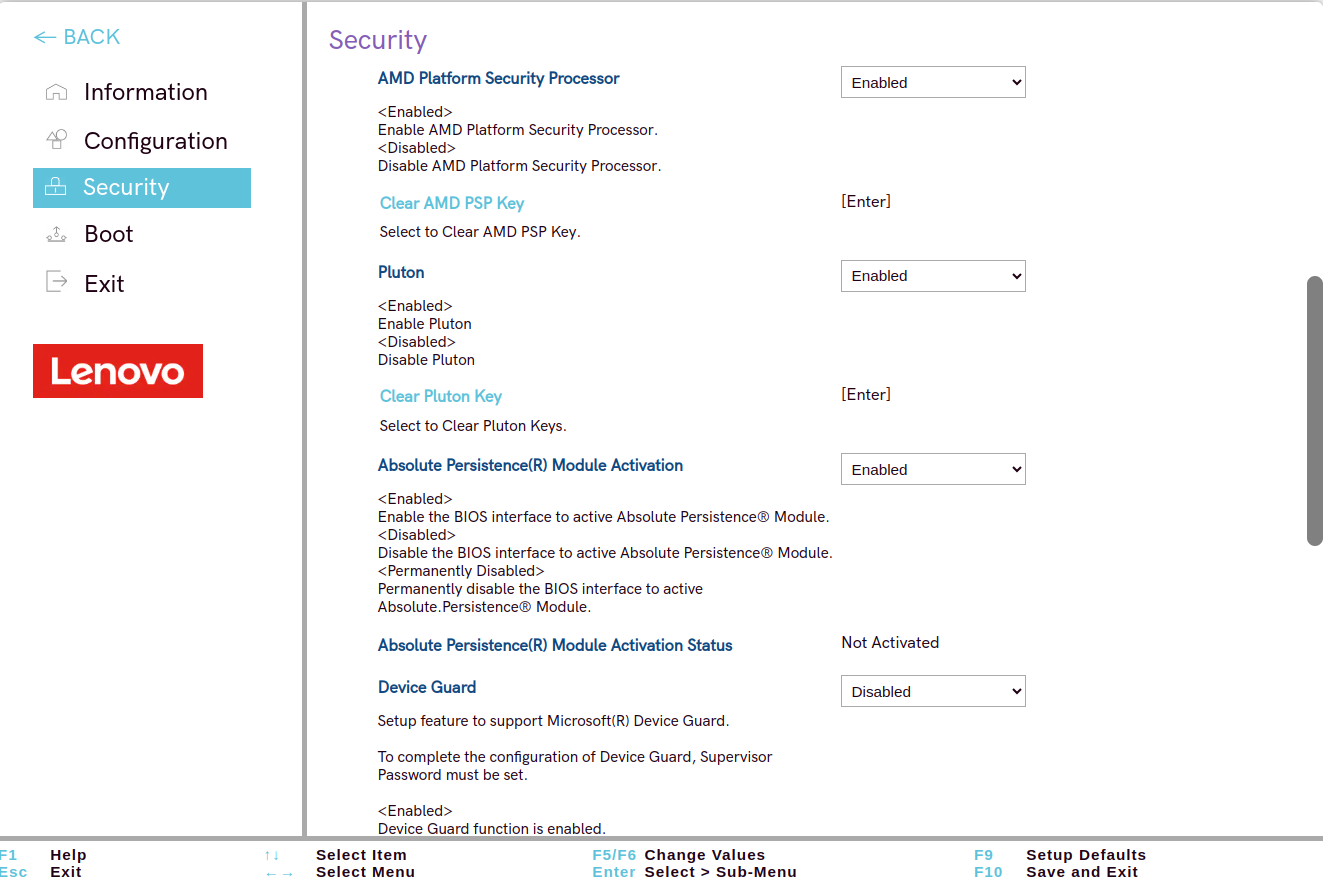 ← BACK
Information
Configuration
Security
Boot
Exit
Lenovo
Security
AMD Platform Security Processor
Enabled
<Enabled>
Enable AMD Platform Security Processor.
<Disabled>
Disable AMD Platform Security Processor.
Clear AMD PSP Key
[Enter]
Select to Clear AMD PSP Key.
Pluton
Enabled
<Enabled>
Enable Pluton
<Disabled>
Disable Pluton
Clear Pluton Key
[Enter]
Select to Clear Pluton Keys.
Absolute Persistence(R) Module Activation
Enabled
<Enabled>
Enable the BIOS interface to active Absolute Persistence® Module.
<Disabled>
Disable the BIOS interface to active Absolute Persistence® Module.
<Permanently Disabled>
Permanently disable the BIOS interface to active
Absolute.Persistence® Module.
Absolute Persistence(R) Module Activation Status
Not Activated
Device Guard
Disabled
Setup feature to support Microsoft(R) Device Guard.
To complete the configuration of Device Guard, Supervisor
Password must be set.
<Enabled>
Device Guard function is enabled.
F1 Help ↑↓ Select Item F5/F6 Change Values F9 Setup Defaults
Esc Exit ←→ Select Menu Enter Select > Sub-Menu F10 Save and Exit